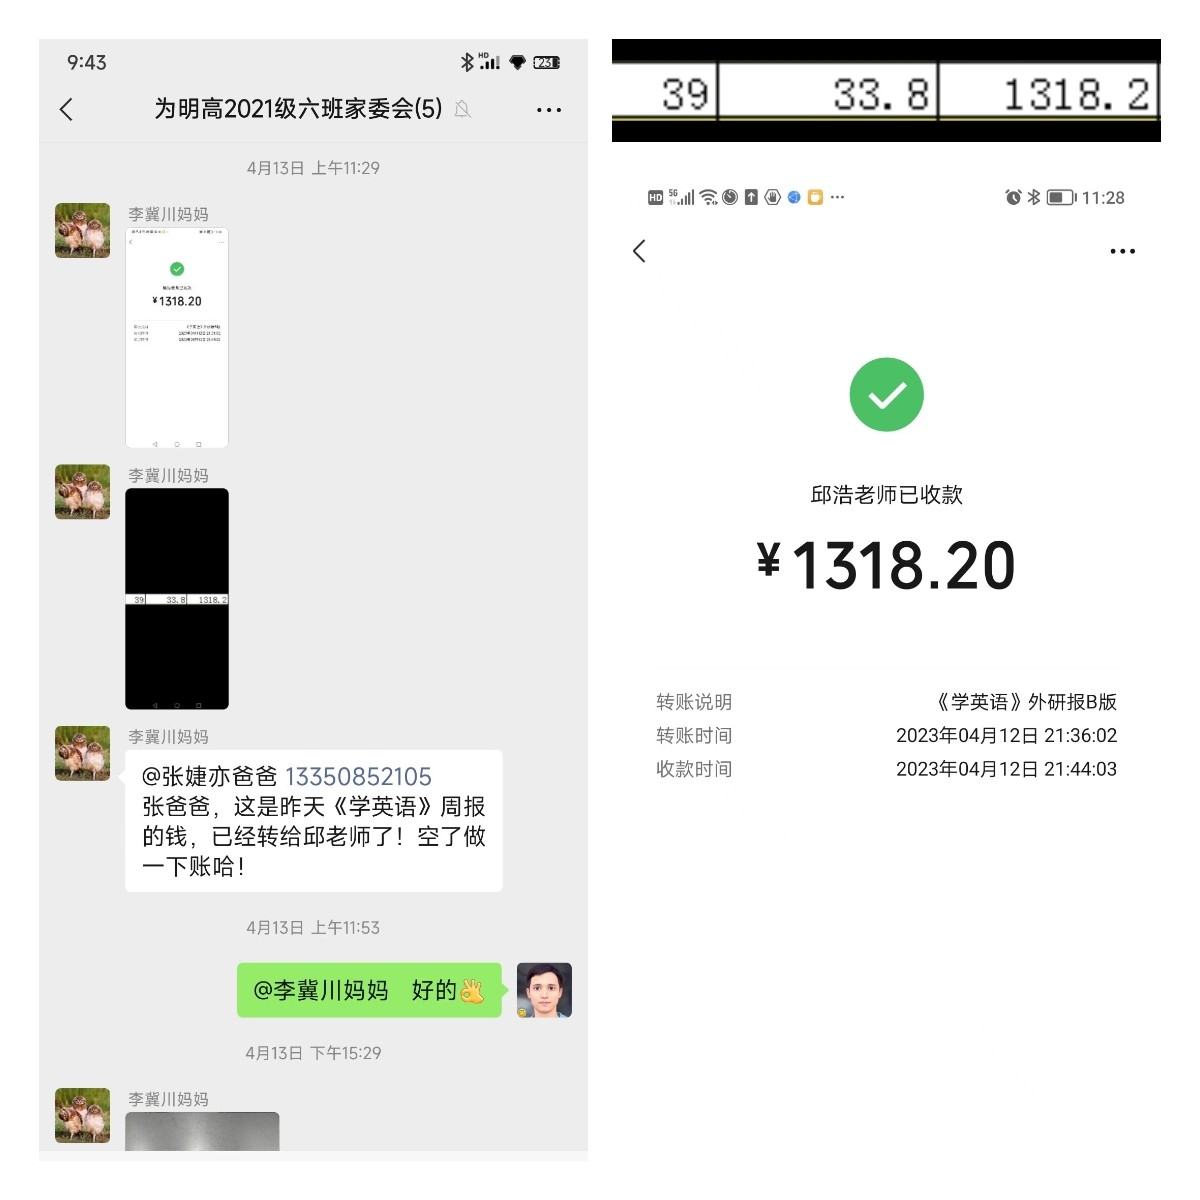 9:43
HD
23
为明高2021级六班家委会(5)
4月13日 上午11:29
李冀川妈妈
¥1318.20
李冀川妈妈
39 33.8 1318.2
李冀川妈妈
@张婕亦爸爸 13350852105
张爸爸，这是昨天《学英语》周报
的钱，已经转给邱老师了！空了做
一下账哈！
4月13日 上午11:53
@李冀川妈妈 好的
4月13日 下午15:29
李冀川妈妈
39 33.8 1318.2
HD 5G 11:28
邱浩老师已收款
¥1318.20
转账说明 《学英语》外研报B版
转账时间 2023年04月12日 21:36:02
收款时间 2023年04月12日 21:44:03